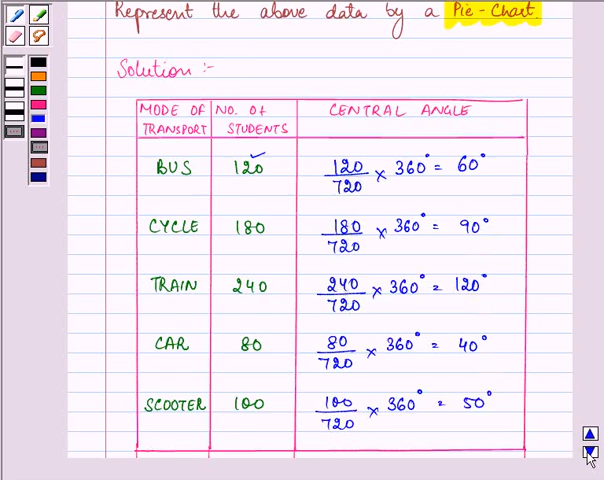 Represent the above data by a Pie-Chart.
Solution :-
MODE OF TRANSPORT NO. OF STUDENTS CENTRAL ANGLE
BUS 120 120/720 × 360° = 60°
CYCLE 180 180/720 × 360° = 90°
TRAIN 240 240/720 × 360° = 120°
CAR 80 80/720 × 360° = 40°
SCOOTER 100 100/720 × 360° = 50°